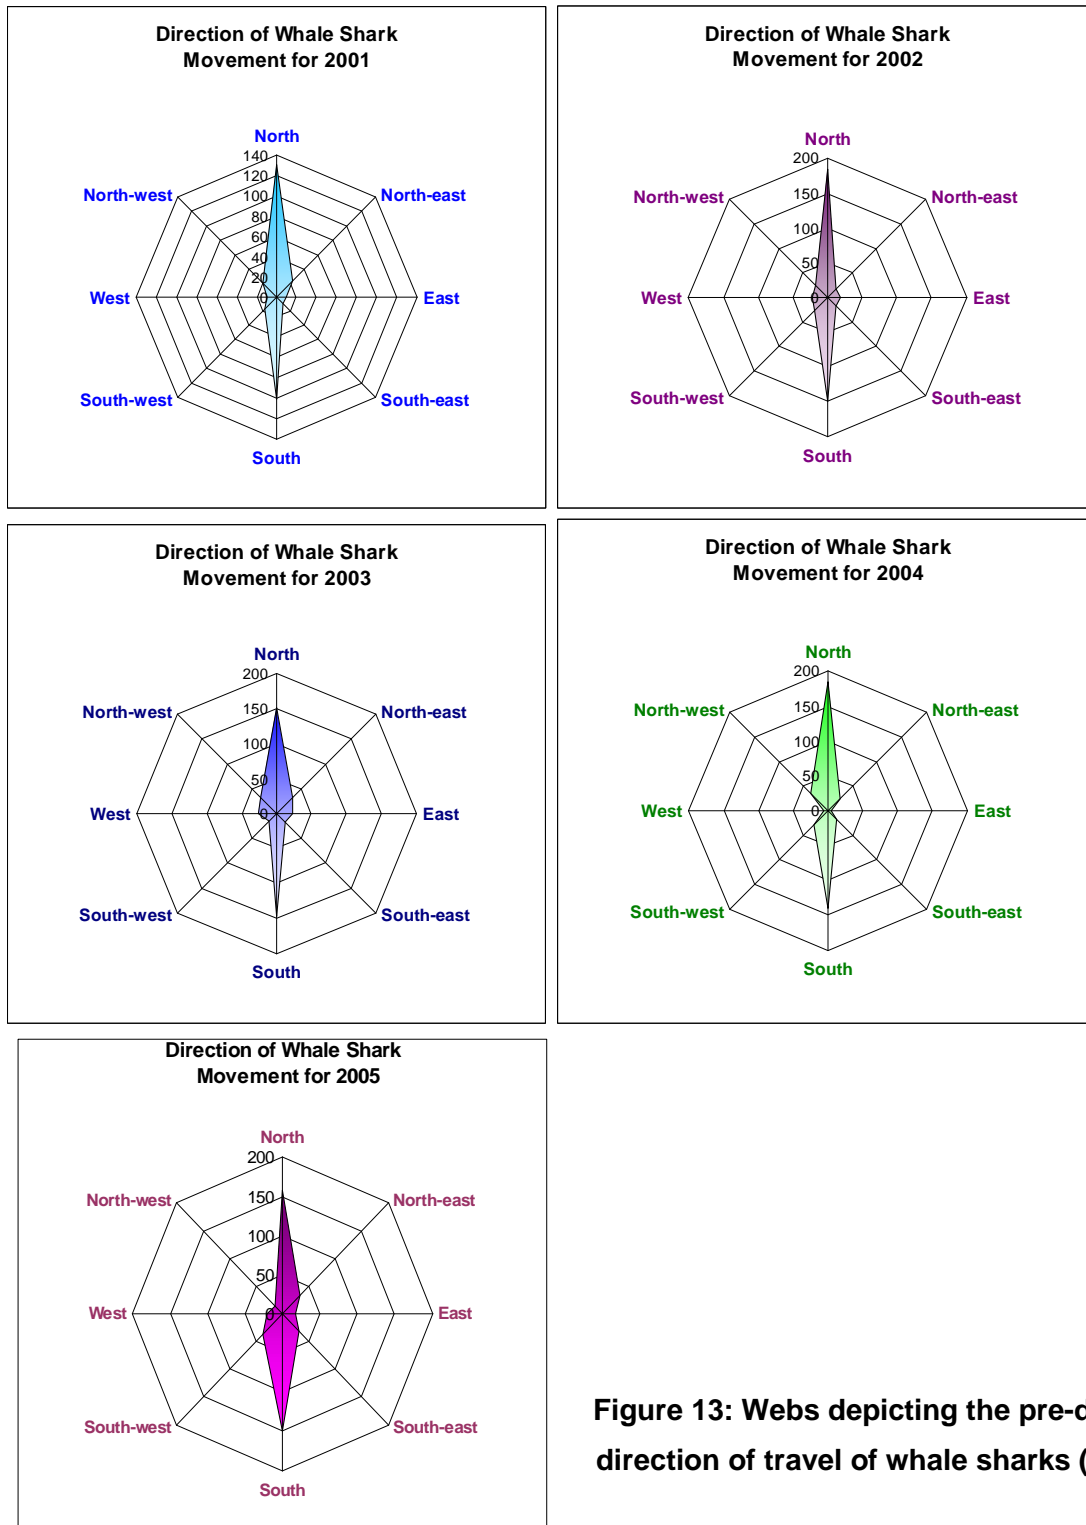 Direction of Whale Shark
Movement for 2001
North
140
120
100
80
60
40
20
0
North-west
North-east
West
East
South-west
South-east
South
Direction of Whale Shark
Movement for 2002
North
200
150
100
50
0
North-west
North-east
West
East
South-west
South-east
South
Direction of Whale Shark
Movement for 2003
North
200
150
100
50
0
North-west
North-east
West
East
South-west
South-east
South
Direction of Whale Shark
Movement for 2004
North
200
150
100
50
0
North-west
North-east
West
East
South-west
South-east
South
Direction of Whale Shark
Movement for 2005
North
200
150
100
50
0
North-west
North-east
West
East
South-west
South-east
South
Figure 13: Webs depicting the pre-d
direction of travel of whale sharks (